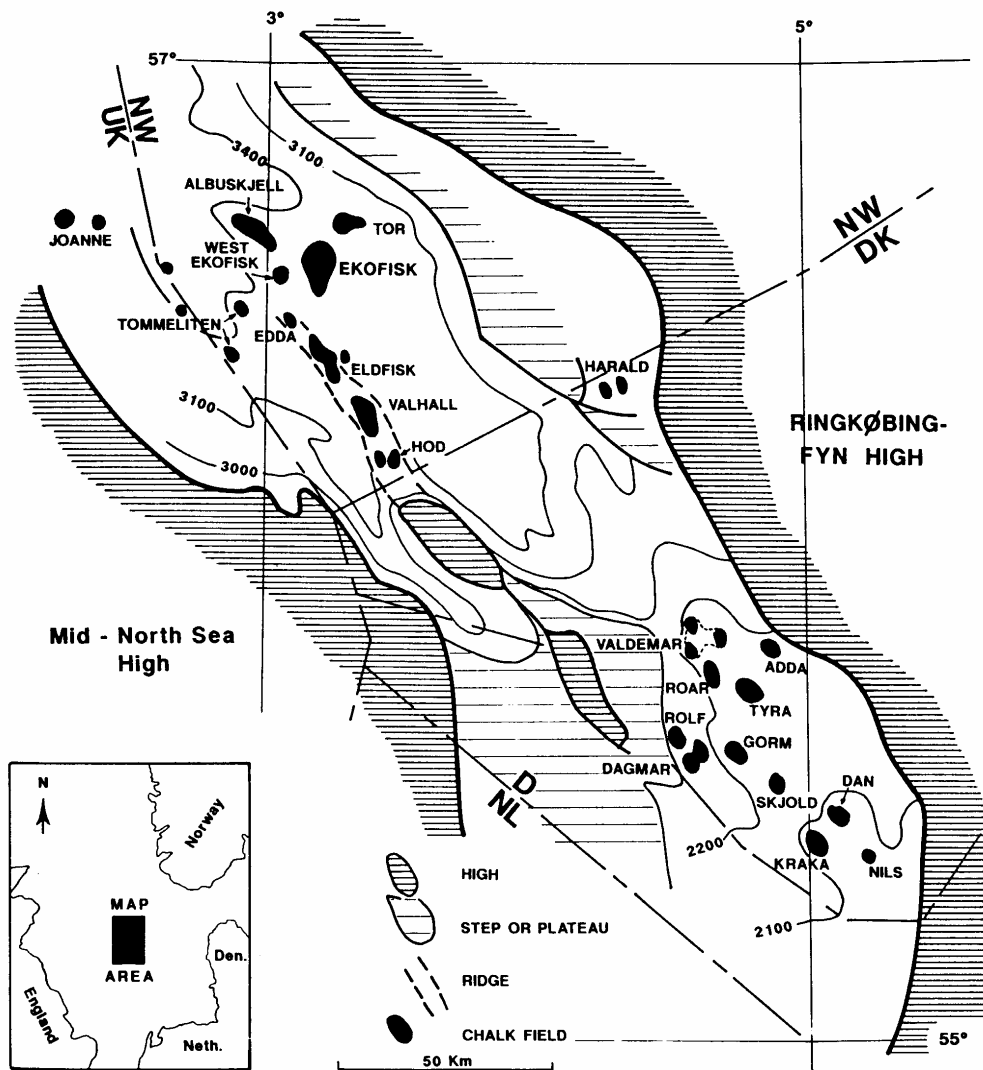 3°
5°
57°
NW
UK
3400
3100
ALBUSKJELL
NW
DK
JOANNE
WEST
EKOFISK
TOR
EKOFISK
TOMMELITEN
EDDA
HARALD
ELDFISK
3100
VALHALL
RINGKØBING-
FYN HIGH
HOD
3000
Mid - North Sea
High
VALDEMAR
ADDA
ROAR
TYRA
ROLF
GORM
DAGMAR
D
NL
DAN
SKJOLD
2200
KRAKA
NILS
2100
N
Norway
MAP
AREA
Den.
England
Neth.
HIGH
STEP OR PLATEAU
RIDGE
CHALK FIELD
50 Km
55°